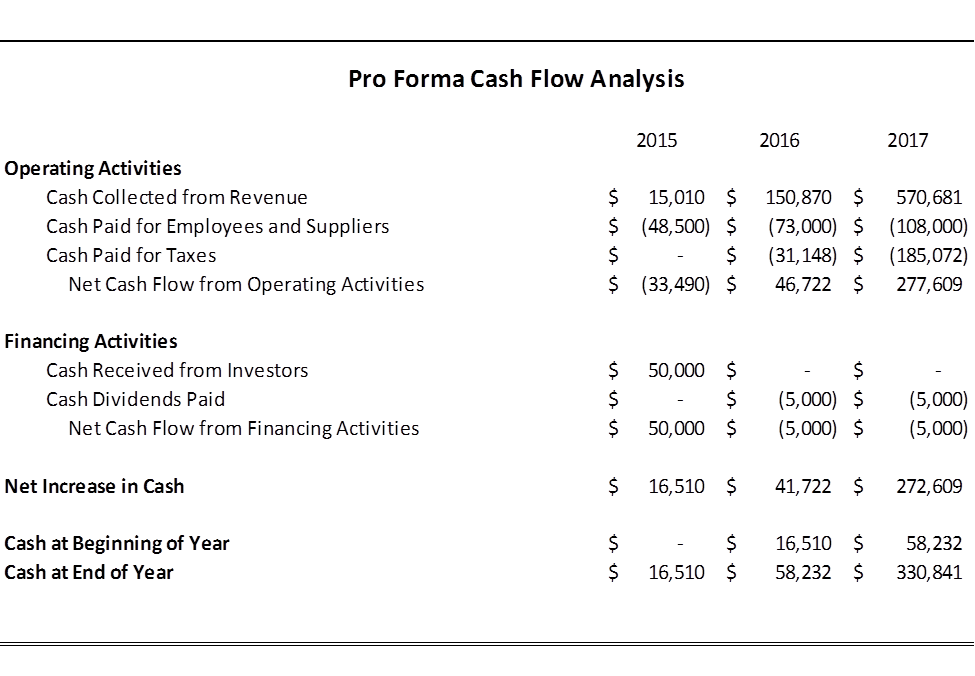 Pro Forma Cash Flow Analysis
2015 2016 2017
Operating Activities
Cash Collected from Revenue $ 15,010 $ 150,870 $ 570,681
Cash Paid for Employees and Suppliers $ (48,500) $ (73,000) $ (108,000)
Cash Paid for Taxes $ - $ (31,148) $ (185,072)
Net Cash Flow from Operating Activities $ (33,490) $ 46,722 $ 277,609
Financing Activities
Cash Received from Investors $ 50,000 $ - $ -
Cash Dividends Paid $ - $ (5,000) $ (5,000)
Net Cash Flow from Financing Activities $ 50,000 $ (5,000) $ (5,000)
Net Increase in Cash $ 16,510 $ 41,722 $ 272,609
Cash at Beginning of Year $ - $ 16,510 $ 58,232
Cash at End of Year $ 16,510 $ 58,232 $ 330,841